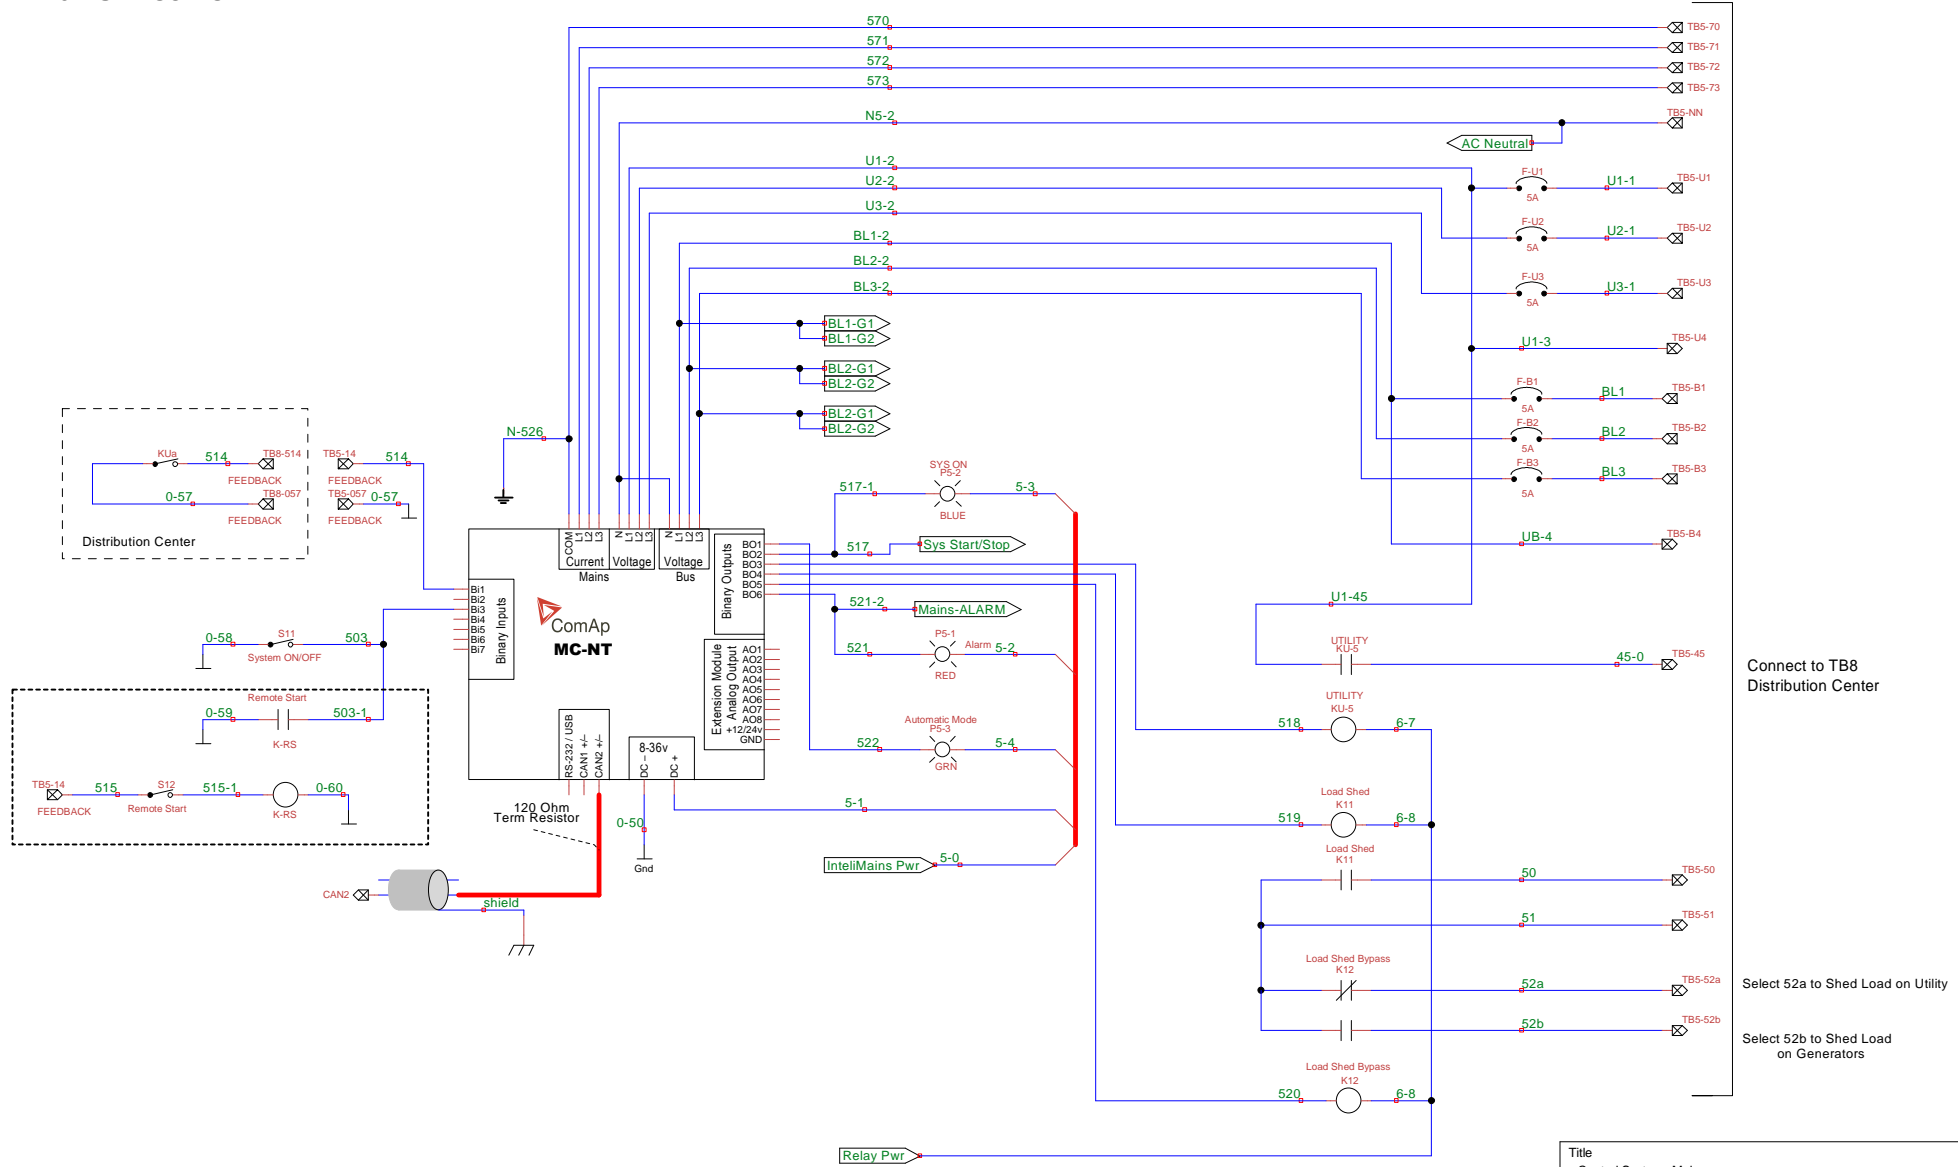 570
TB5-70
571
TB5-71
572
TB5-72
573
TB5-73
N5-2
TB5-NN
AC Neutral
U1-2
F-U1
5A
U1-1
TB5-U1
U2-2
U3-2
F-U2
5A
U2-1
TB5-U2
BL1-2
BL2-2
F-U3
5A
U3-1
TB5-U3
BL3-2
BL1-G1
BL1-G2
U1-3
TB5-U4
BL2-G1
BL2-G2
F-B1
5A
BL1
TB5-B1
BL2-G1
BL2-G2
F-B2
5A
BL2
TB5-B2
N-526
F-B3
5A
BL3
TB5-B3
KUa
514
TB8-514
FEEDBACK
0-57
TB8-057
FEEDBACK
Distribution Center
TB5-14
514
FEEDBACK
TB5-057
0-57
FEEDBACK
SYS ON
P5-2
517-1
5-3
BLUE
517
Sys Start/Stop
UB-4
TB5-B4
COM
L1
L2
L3
Current
N
L1
L2
L3
Voltage
Mains
N
L1
L2
L3
Voltage
Bus
Binary Outputs
BO1
BO2
BO3
BO4
BO5
BO6
Bi1
Bi2
Bi3
Bi4
Bi5
Bi6
Bi7
Binary Inputs
ComAp
MC-NT
521-2
Mains-ALARM
P5-1
521
Alarm
5-2
RED
U1-45
UTILITY
KU-5
45-0
TB5-45
Connect to TB8
Distribution Center
0-58
S11
503
System ON/OFF
Extension Module
Analog Output
AO1
AO2
AO3
AO4
AO5
AO6
AO7
AO8
+12/24v
GND
Remote Start
0-59
503-1
K-RS
RS-232 / USB
CAN1 +/–
CAN2 +/–
8-36v
DC –
DC +
Automatic Mode
P5-3
522
5-4
GRN
UTILITY
KU-5
518
6-7
TB5-14
515
S12
515-1
0-60
FEEDBACK
Remote Start
K-RS
120 Ohm
Term Resistor
0-50
Gnd
5-1
Load Shed
K11
519
6-8
InteliMains Pwr
5-0
Load Shed
K11
50
TB5-50
CAN2
shield
51
TB5-51
Load Shed Bypass
K12
52a
TB5-52a
Select 52a to Shed Load on Utility
52b
TB5-52b
Select 52b to Shed Load
on Generators
Load Shed Bypass
K12
520
6-8
Relay Pwr
Title